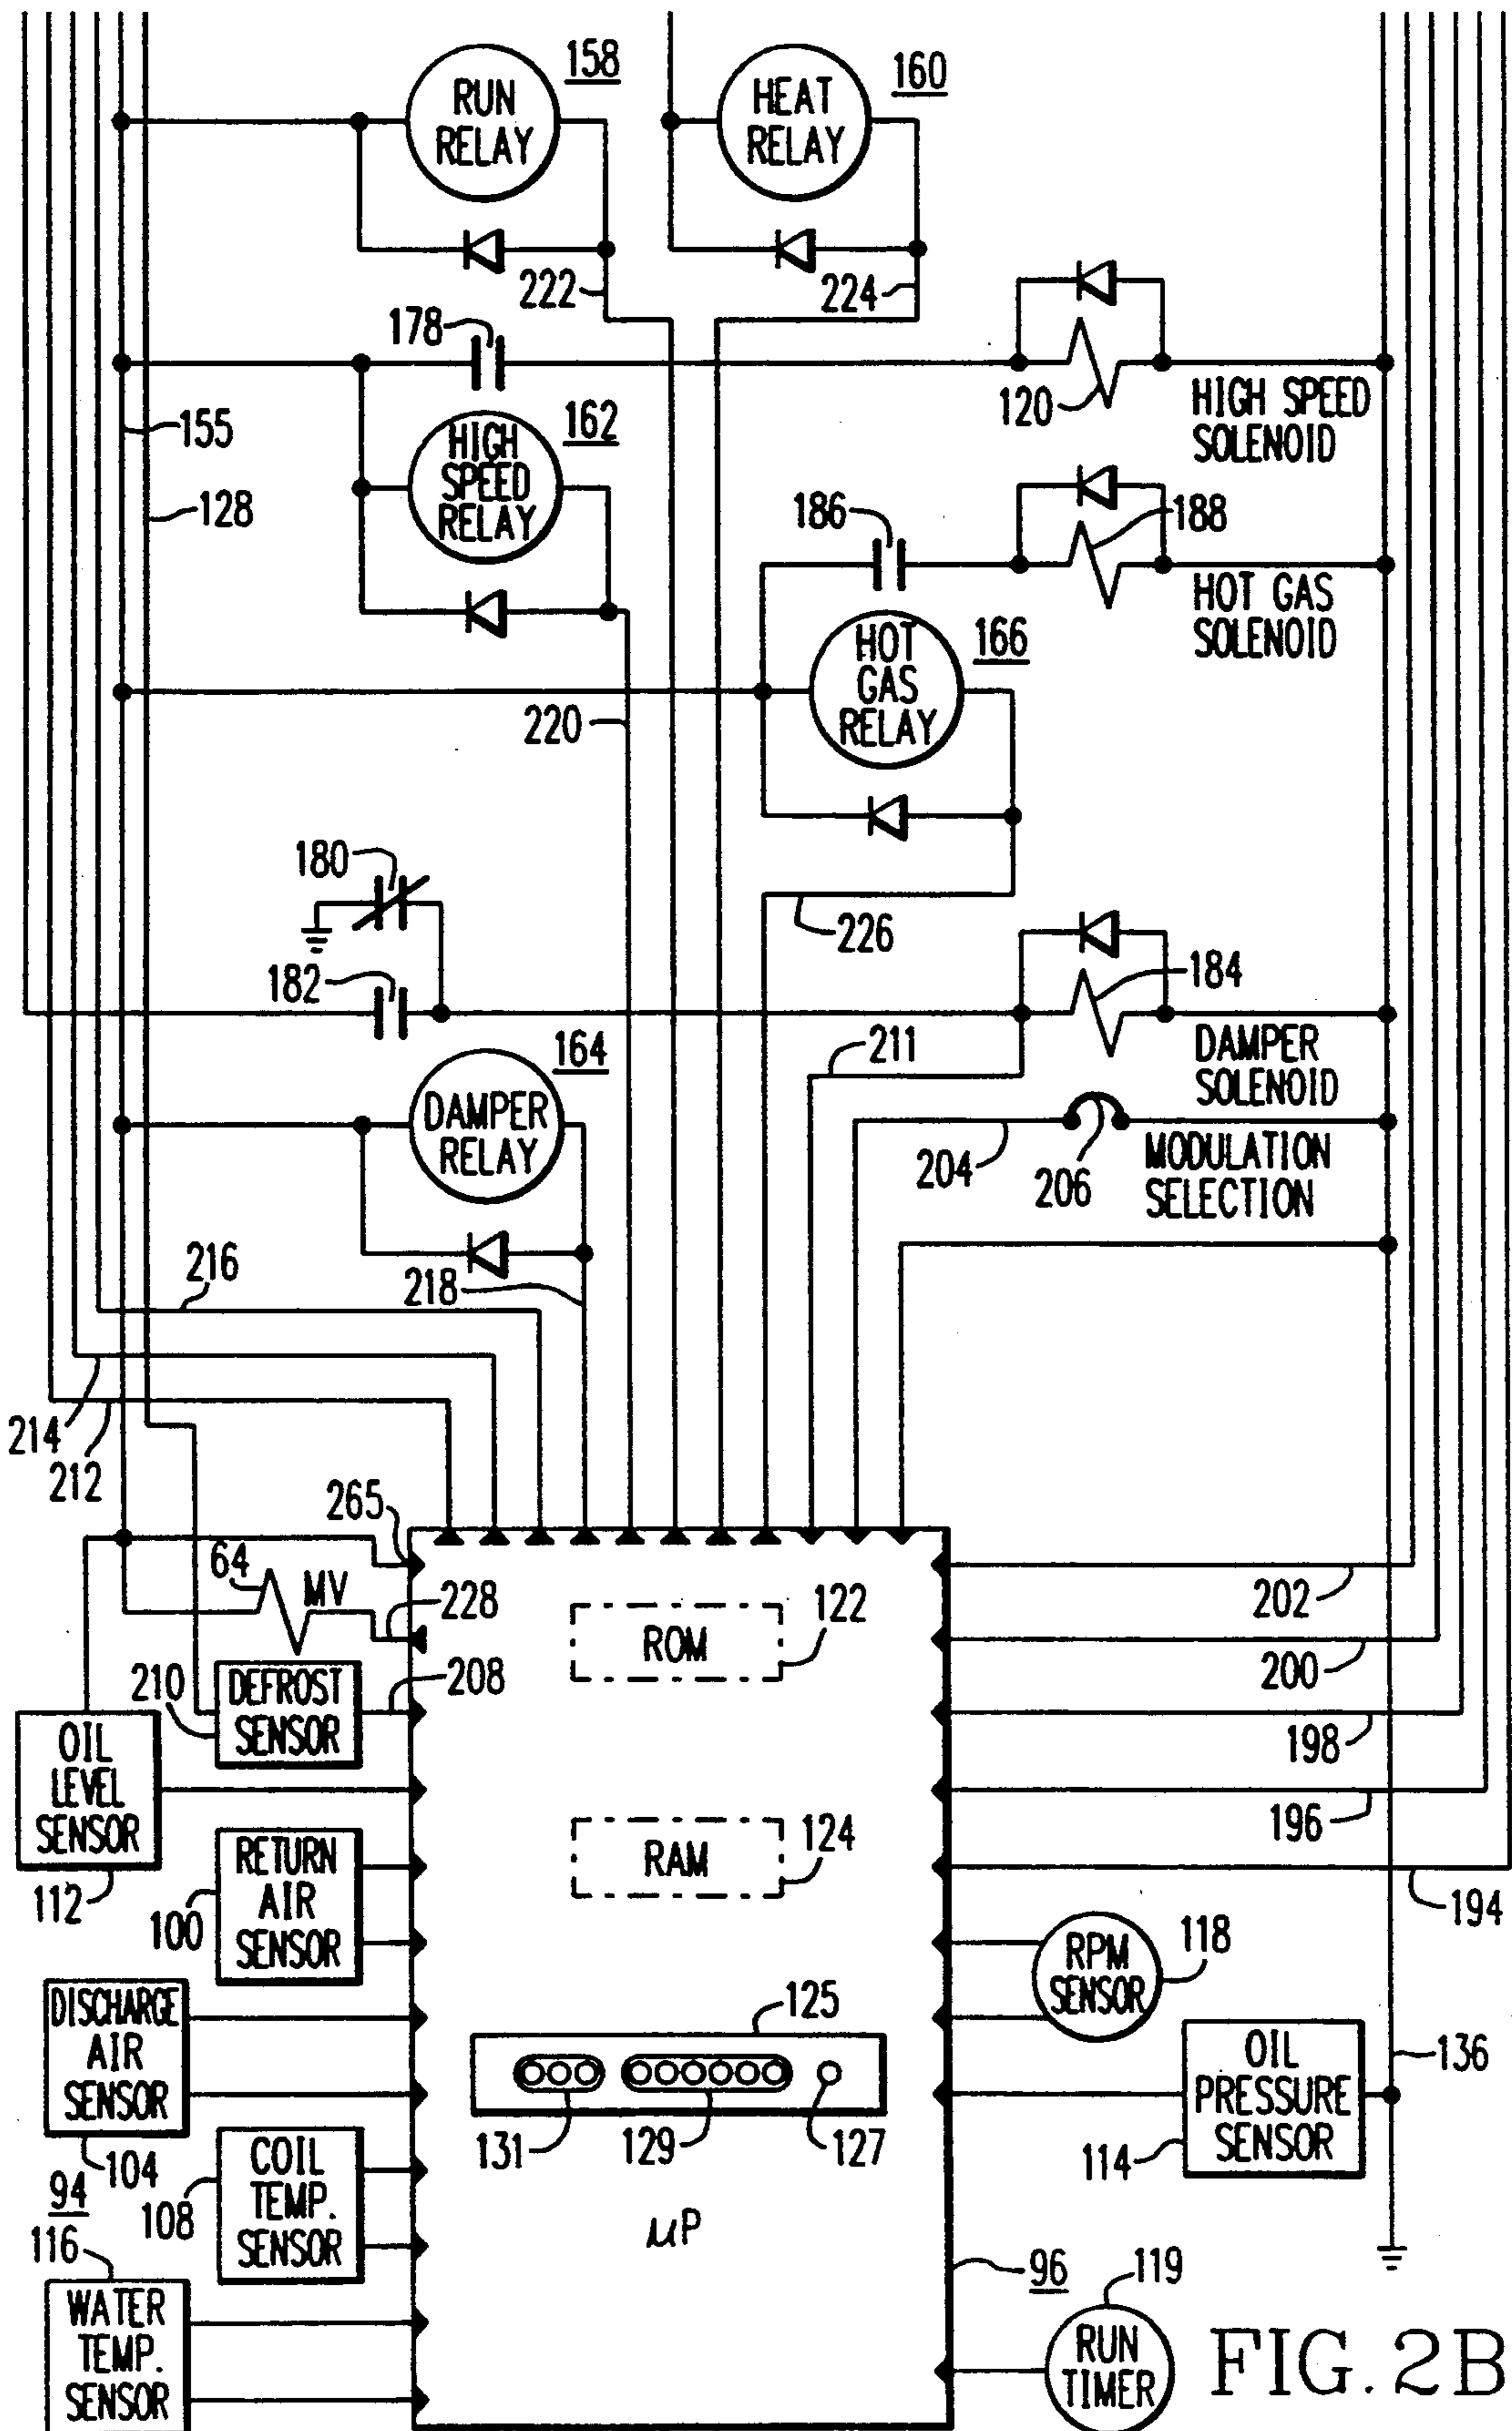 158
RUN
RELAY
160
HEAT
RELAY
222
224
178
120
HIGH SPEED
SOLENOID
155
162
HIGH
SPEED
RELAY
128
186
188
HOT GAS
SOLENOID
166
HOT
GAS
RELAY
220
180
226
182
184
211
DAMPER
SOLENOID
164
DAMPER
RELAY
204
206
MODULATION
SELECTION
216
218
214
212
265
64
MV
228
ROM
122
202
200
210
DEFROST
SENSOR
208
198
OIL
LEVEL
SENSOR
196
112
RETURN
AIR
SENSOR
100
RAM
124
194
RPM
SENSOR
118
DISCHARGE
AIR
SENSOR
104
125
131
129
127
OIL
PRESSURE
SENSOR
114
136
94
COIL
TEMP.
SENSOR
108
μP
116
96
119
WATER
TEMP.
SENSOR
RUN
TIMER
FIG. 2B